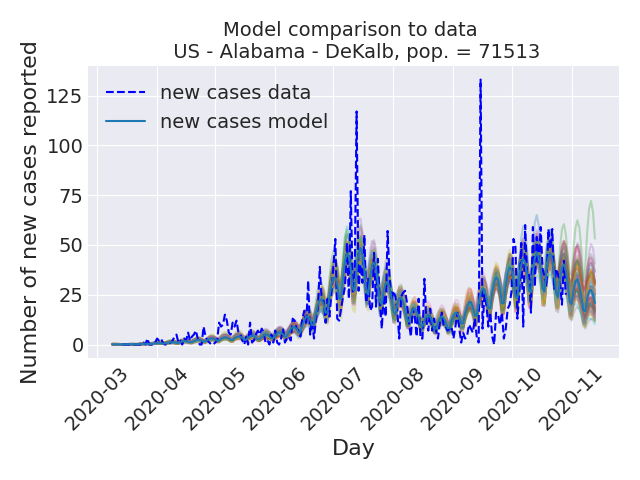 Model comparison to data
US - Alabama - DeKalb, pop. = 71513
Number of new cases reported
125
100
75
50
25
0
new cases data
new cases model
2020-03
2020-04
2020-05
2020-06
2020-07
2020-08
2020-09
2020-10
2020-11
Day